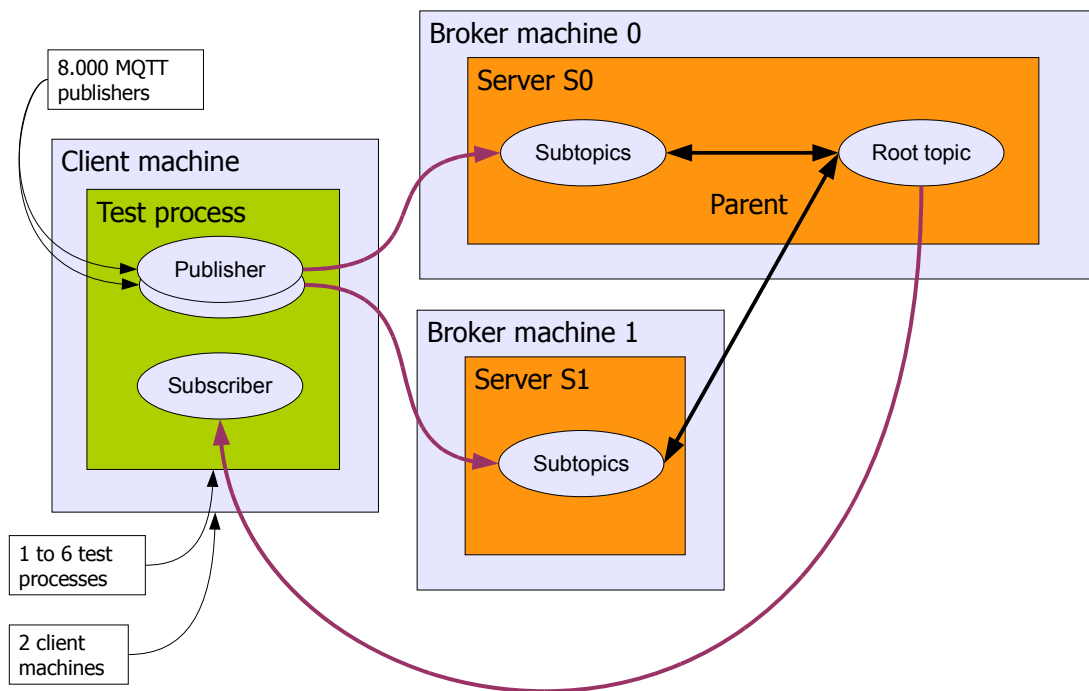 Broker machine 0
8.000 MQTT
publishers
Server S0
Client machine
Subtopics
Root topic
Test process
Parent
Publisher
Broker machine 1
Server S1
Subscriber
Subtopics
1 to 6 test
processes
2 client
machines